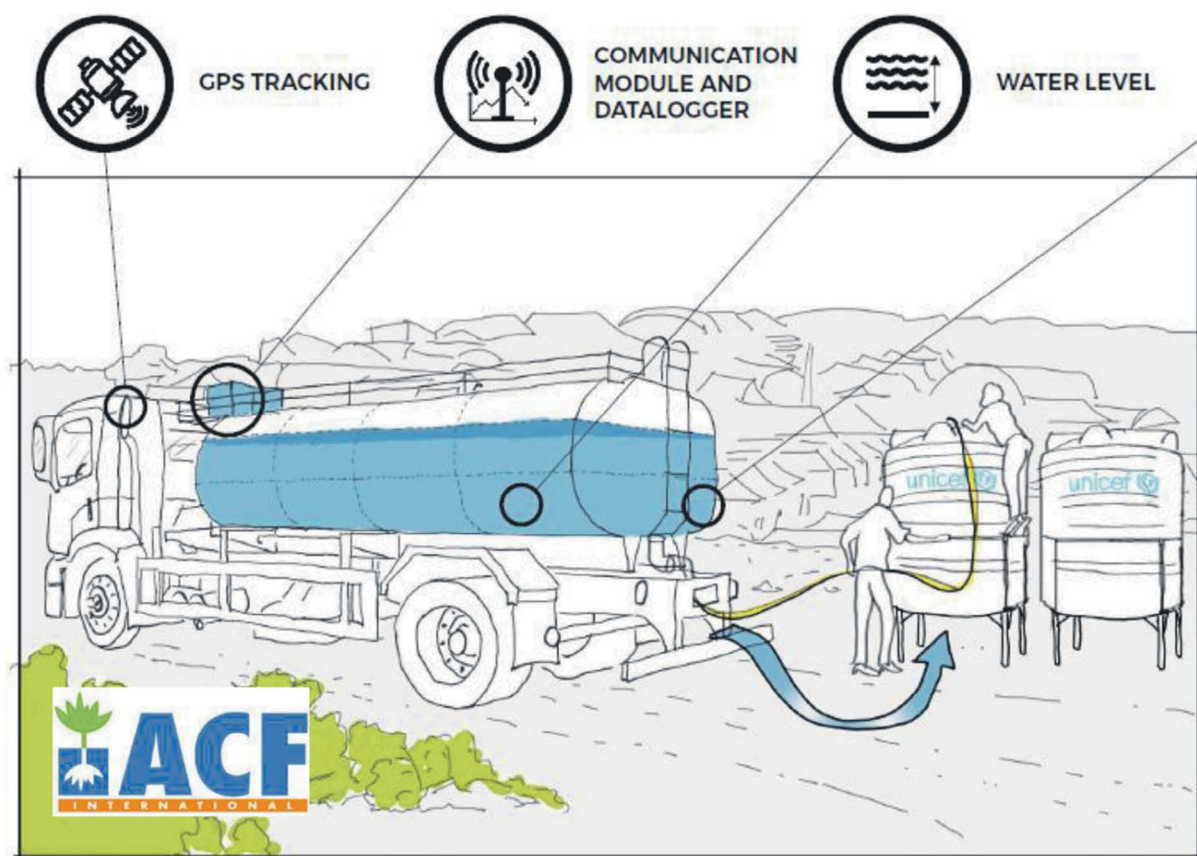 GPS TRACKING
COMMUNICATION
MODULE AND
DATALOGGER
WATER LEVEL
unicef
unicef
ACF
INTERNATIONAL